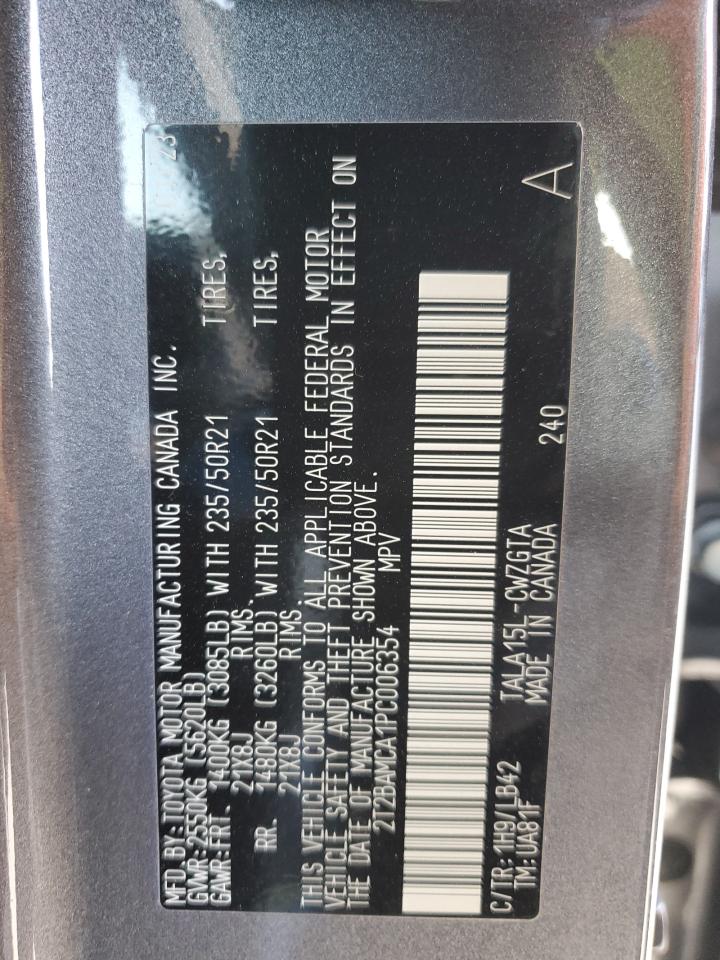 MFD. BY: TOYOTA MOTOR MANUFACTURING CANADA INC. 23
GVWR: 2550KG (5620LB)
GAWR: FRT. 1400KG (3085LB) WITH 235/50R21 TIRES,
21X8J RIMS.
RR. 1480KG (3260LB) WITH 235/50R21 TIRES,
21X8J RIMS.
THIS VEHICLE CONFORMS TO ALL APPLICABLE FEDERAL MOTOR
VEHICLE SAFETY AND THEFT PREVENTION STANDARDS IN EFFECT ON
THE DATE OF MANUFACTURE SHOWN ABOVE.
2T2BAMCA1PC006354 MPV
C/TR: 1H9/LB42 TALA15L-CWZGTA 240 A
TM: UA81F MADE IN CANADA